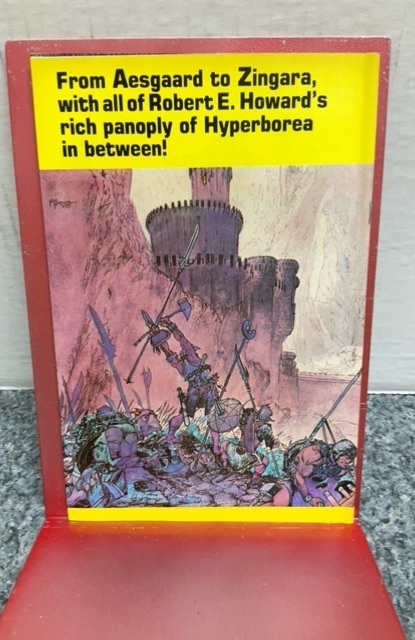 From Aesgaard to Zingara,
with all of Robert E. Howard's
rich panoply of Hyperborea
in between!